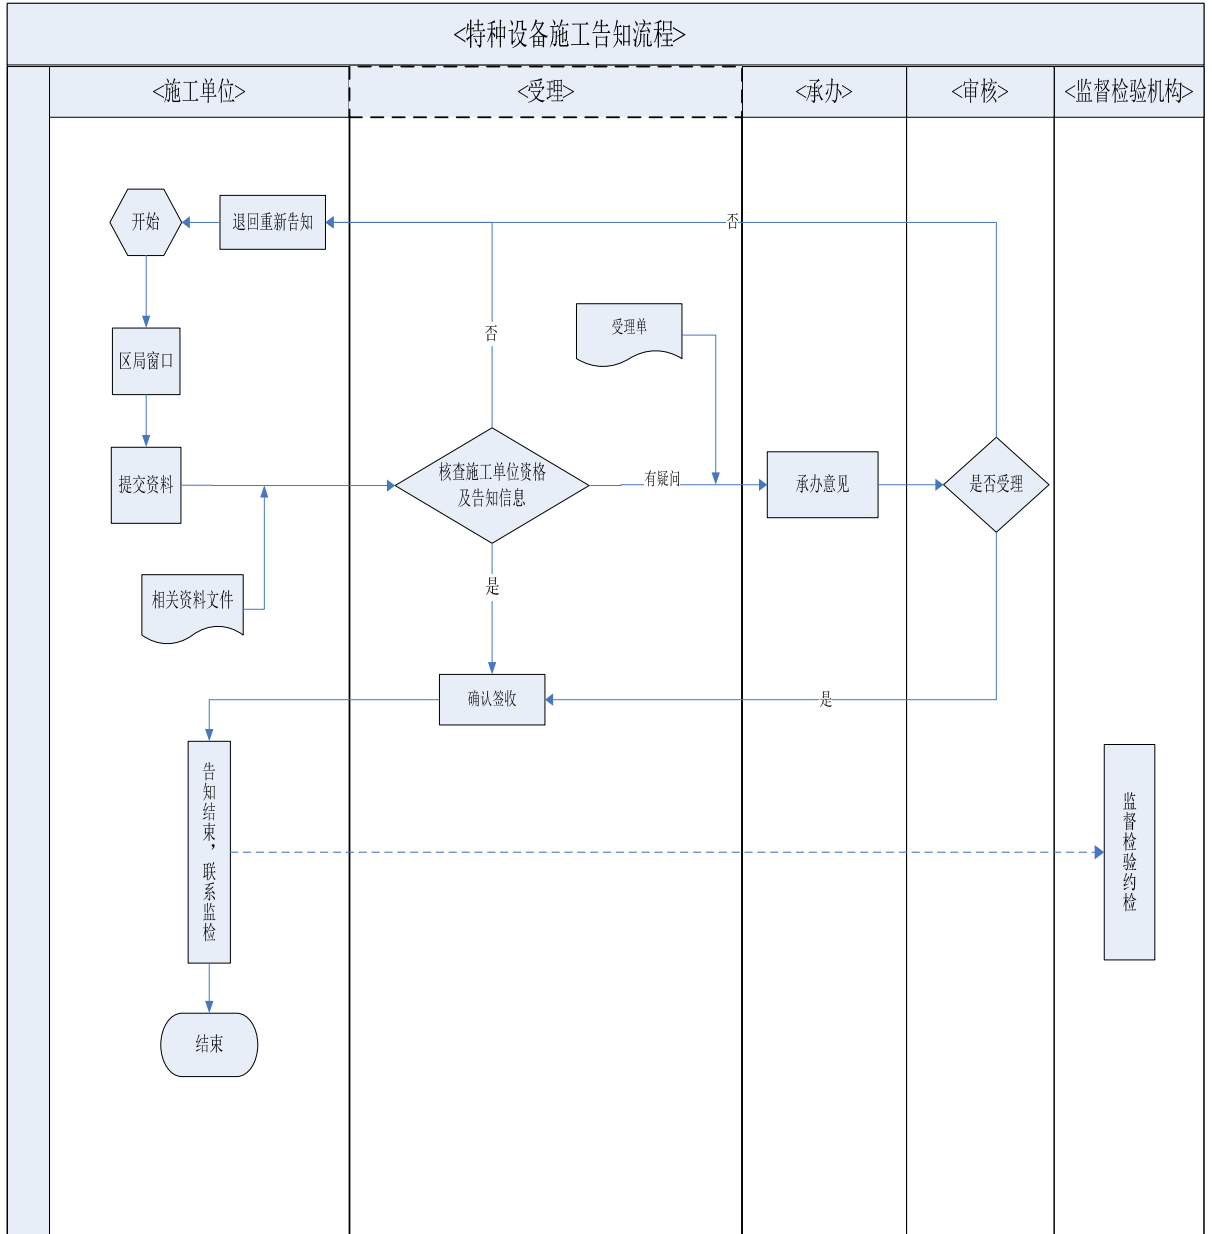 <特种设备施工告知流程>
<施工单位>
<受理>
<承办>
<审核>
<监督检验机构>
开始
退回重新告知
否
区局窗口
受理单
否
提交资料
核查施工单位资格
及告知信息
有疑问
承办意见
是否受理
相关资料文件
是
确认签收
是
告知结束，联系监检
监督检验约检
结束